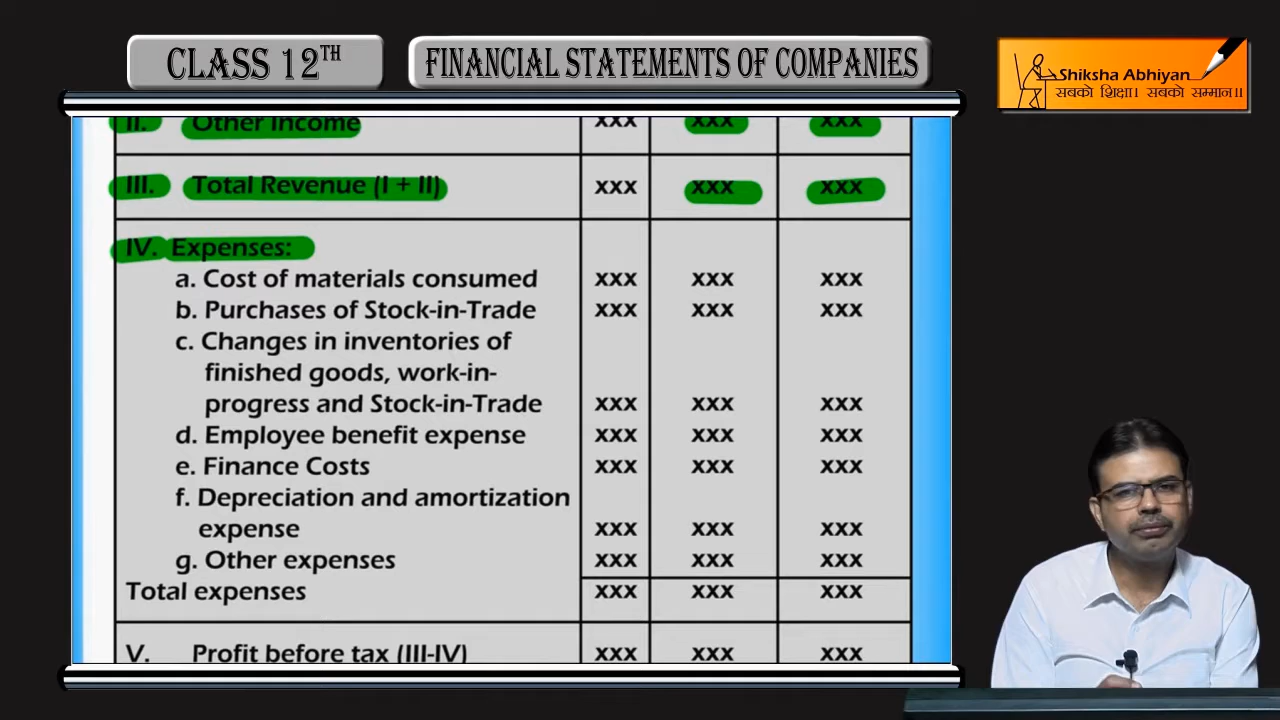 CLASS 12TH
FINANCIAL STATEMENTS OF COMPANIES
Shiksha Abhiyan
सबको शिक्षा। सबको सम्मान॥
II. Other Income xxx xxx xxx
III. Total Revenue (I + II) xxx xxx xxx
IV. Expenses:
a. Cost of materials consumed xxx xxx xxx
b. Purchases of Stock-in-Trade xxx xxx xxx
c. Changes in inventories of
finished goods, work-in-
progress and Stock-in-Trade xxx xxx xxx
d. Employee benefit expense xxx xxx xxx
e. Finance Costs xxx xxx xxx
f. Depreciation and amortization
expense xxx xxx xxx
g. Other expenses xxx xxx xxx
Total expenses xxx xxx xxx
V. Profit before tax (III-IV) xxx xxx xxx